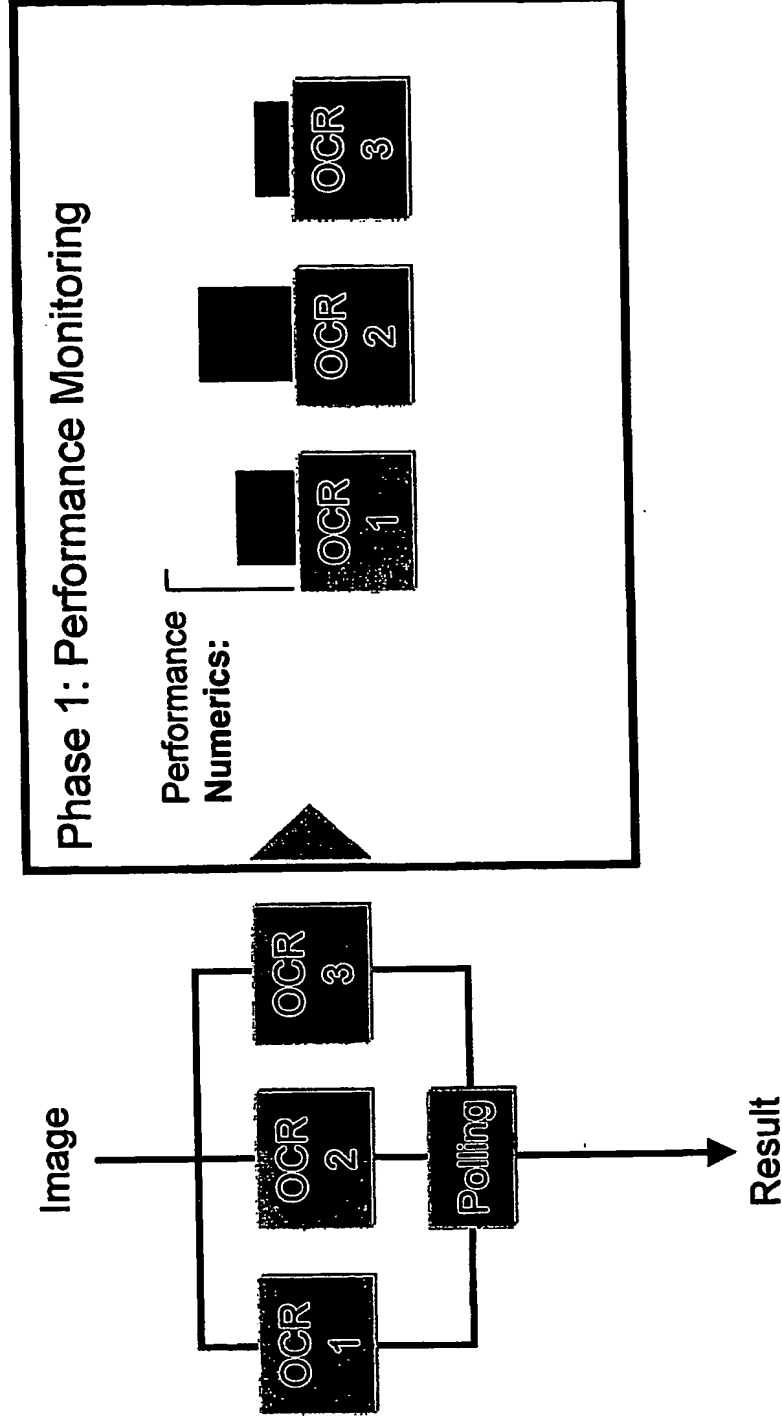 Image
OCR
1
OCR
2
OCR
3
Polling
Result
Phase 1: Performance Monitoring
Performance
Numerics:
OCR
1
OCR
2
OCR
3